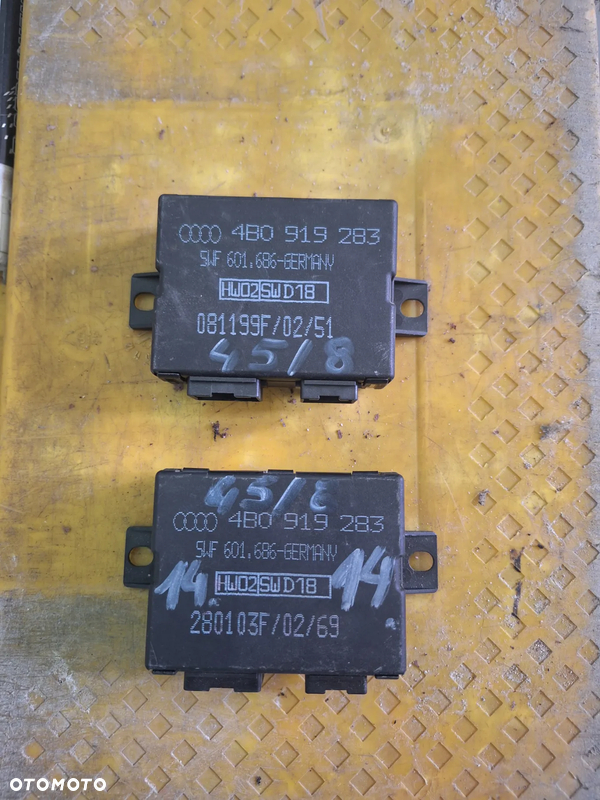 4B0 919 283
SWF 601.686-GERMANY
HW02 SWD18
081199F/02/51
45/8
45/8
4B0 919 283
SWF 601.686-GERMANY
14. HW02 SWD18 14
280103F/02/69
OTOMOTO